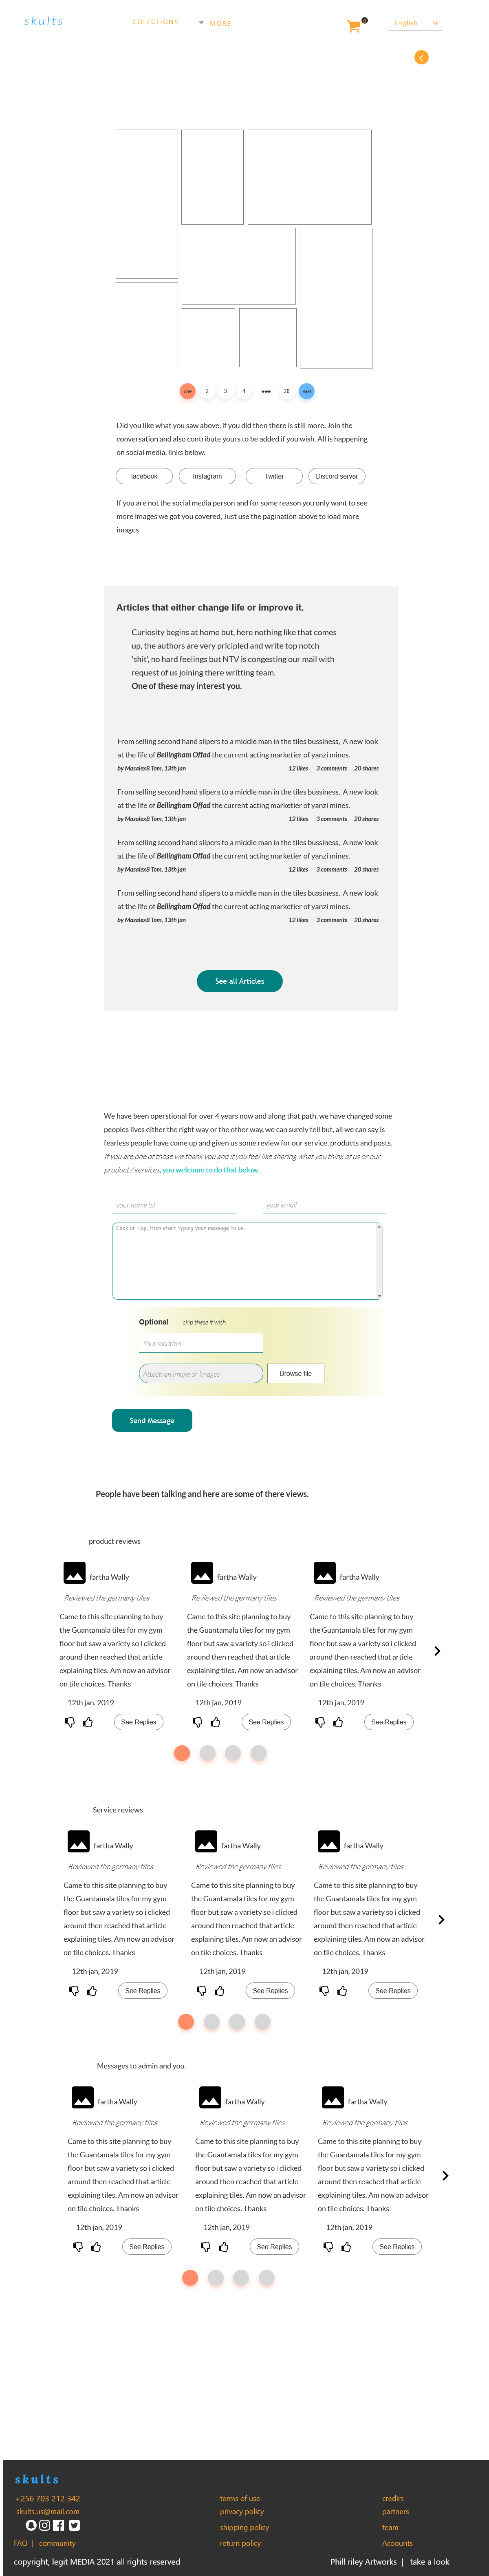 skults
COLECTIONS
MORE
0
English
prev
2
3
4
28
next
Did you like what you saw above, if you did then there is still more. Join the
conversation and also contribute yours to be added if you wish. All is happening
on social media. links below.
facebook
Instagram
Twitter
Discord server
If you are not the social media person and for some reason you only want to see
more images we got you covered, Just use the pagination above to load more
images
Articles that either change life or improve it.
Curiosity begins at home but, here nothing like that comes
up, the authors are very pricipled and write top notch
'shit', no hard feelings but NTV is congesting our mail with
request of us joining there writting team.
One of these may interest you.
From selling second hand slipers to a middle man in the tiles bussiness, A new look
at the life of Bellingham Offad the current acting marketier of yanzi mines.
by Masalex8 Tom, 13th jan 12 likes 3 comments 20 shares
From selling second hand slipers to a middle man in the tiles bussiness, A new look
at the life of Bellingham Offad the current acting marketier of yanzi mines.
by Masalex8 Tom, 13th jan 12 likes 3 comments 20 shares
From selling second hand slipers to a middle man in the tiles bussiness, A new look
at the life of Bellingham Offad the current acting marketier of yanzi mines.
by Masalex8 Tom, 13th jan 12 likes 3 comments 20 shares
From selling second hand slipers to a middle man in the tiles bussiness, A new look
at the life of Bellingham Offad the current acting marketier of yanzi mines.
by Masalex8 Tom, 13th jan 12 likes 3 comments 20 shares
See all Articles
We have been operstional for over 4 years now and along that path, we have changed some
peoples lives either the right way or the other way, we can surely tell but, all we can say is
fearless people have come up and given us some review for our service, products and posts.
If you are one of those we thank you and if you feel like sharing what you think of us or our
product / services, you welcome to do that below.
your name (s)
your email
Click or Tap, then start typing your message to us.
Optional skip these if wish
Your location
Attach an image or Images
Browse file
Send Message
People have been talking and here are some of there views.
product reviews
fartha Wally
Reviewed the germany tiles
Came to this site planning to buy
the Guantamala tiles for my gym
floor but saw a variety so i clicked
around then reached that article
explaining tiles. Am now an advisor
on tile choices. Thanks
12th jan, 2019
See Replies
fartha Wally
Reviewed the germany tiles
Came to this site planning to buy
the Guantamala tiles for my gym
floor but saw a variety so i clicked
around then reached that article
explaining tiles. Am now an advisor
on tile choices. Thanks
12th jan, 2019
See Replies
fartha Wally
Reviewed the germany tiles
Came to this site planning to buy
the Guantamala tiles for my gym
floor but saw a variety so i clicked
around then reached that article
explaining tiles. Am now an advisor
on tile choices. Thanks
12th jan, 2019
See Replies
Service reviews
fartha Wally
Reviewed the germany tiles
Came to this site planning to buy
the Guantamala tiles for my gym
floor but saw a variety so i clicked
around then reached that article
explaining tiles. Am now an advisor
on tile choices. Thanks
12th jan, 2019
See Replies
fartha Wally
Reviewed the germany tiles
Came to this site planning to buy
the Guantamala tiles for my gym
floor but saw a variety so i clicked
around then reached that article
explaining tiles. Am now an advisor
on tile choices. Thanks
12th jan, 2019
See Replies
fartha Wally
Reviewed the germany tiles
Came to this site planning to buy
the Guantamala tiles for my gym
floor but saw a variety so i clicked
around then reached that article
explaining tiles. Am now an advisor
on tile choices. Thanks
12th jan, 2019
See Replies
Messages to admin and you.
fartha Wally
Reviewed the germany tiles
Came to this site planning to buy
the Guantamala tiles for my gym
floor but saw a variety so i clicked
around then reached that article
explaining tiles. Am now an advisor
on tile choices. Thanks
12th jan, 2019
See Replies
fartha Wally
Reviewed the germany tiles
Came to this site planning to buy
the Guantamala tiles for my gym
floor but saw a variety so i clicked
around then reached that article
explaining tiles. Am now an advisor
on tile choices. Thanks
12th jan, 2019
See Replies
fartha Wally
Reviewed the germany tiles
Came to this site planning to buy
the Guantamala tiles for my gym
floor but saw a variety so i clicked
around then reached that article
explaining tiles. Am now an advisor
on tile choices. Thanks
12th jan, 2019
See Replies
skults
+256 703 212 342
skults.us@mail.com
FAQ | community
terms of use
privacy policy
shipping policy
return policy
credirs
partners
team
Acoounts
copyright, legit MEDIA 2021 all rights reserved
Phill riley Artworks | take a look